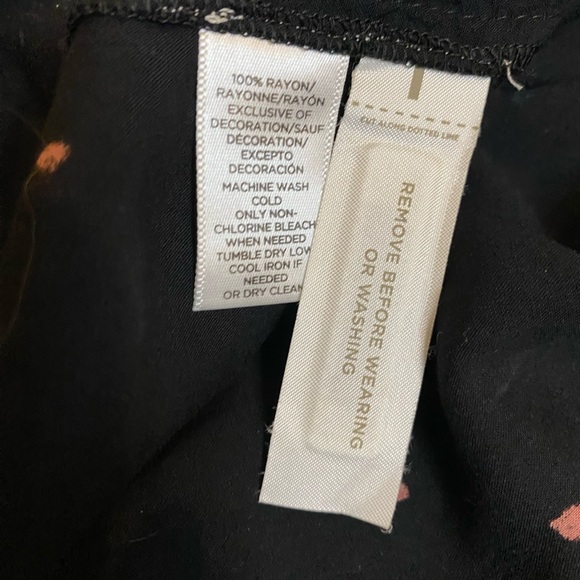 100% RAYON/
RAYONNE/RAYÓN
EXCLUSIVE OF
DECORATION/SAUF
DÉCORATION/
EXCEPTO
DECORACIÓN
MACHINE WASH
COLD
ONLY NON-
CHLORINE BLEACH
WHEN NEEDED
TUMBLE DRY LOW
COOL IRON IF
NEEDED
OR DRY CLEAN
CUT ALONG DOTTED LINE
REMOVE BEFORE WEARING
OR WASHING